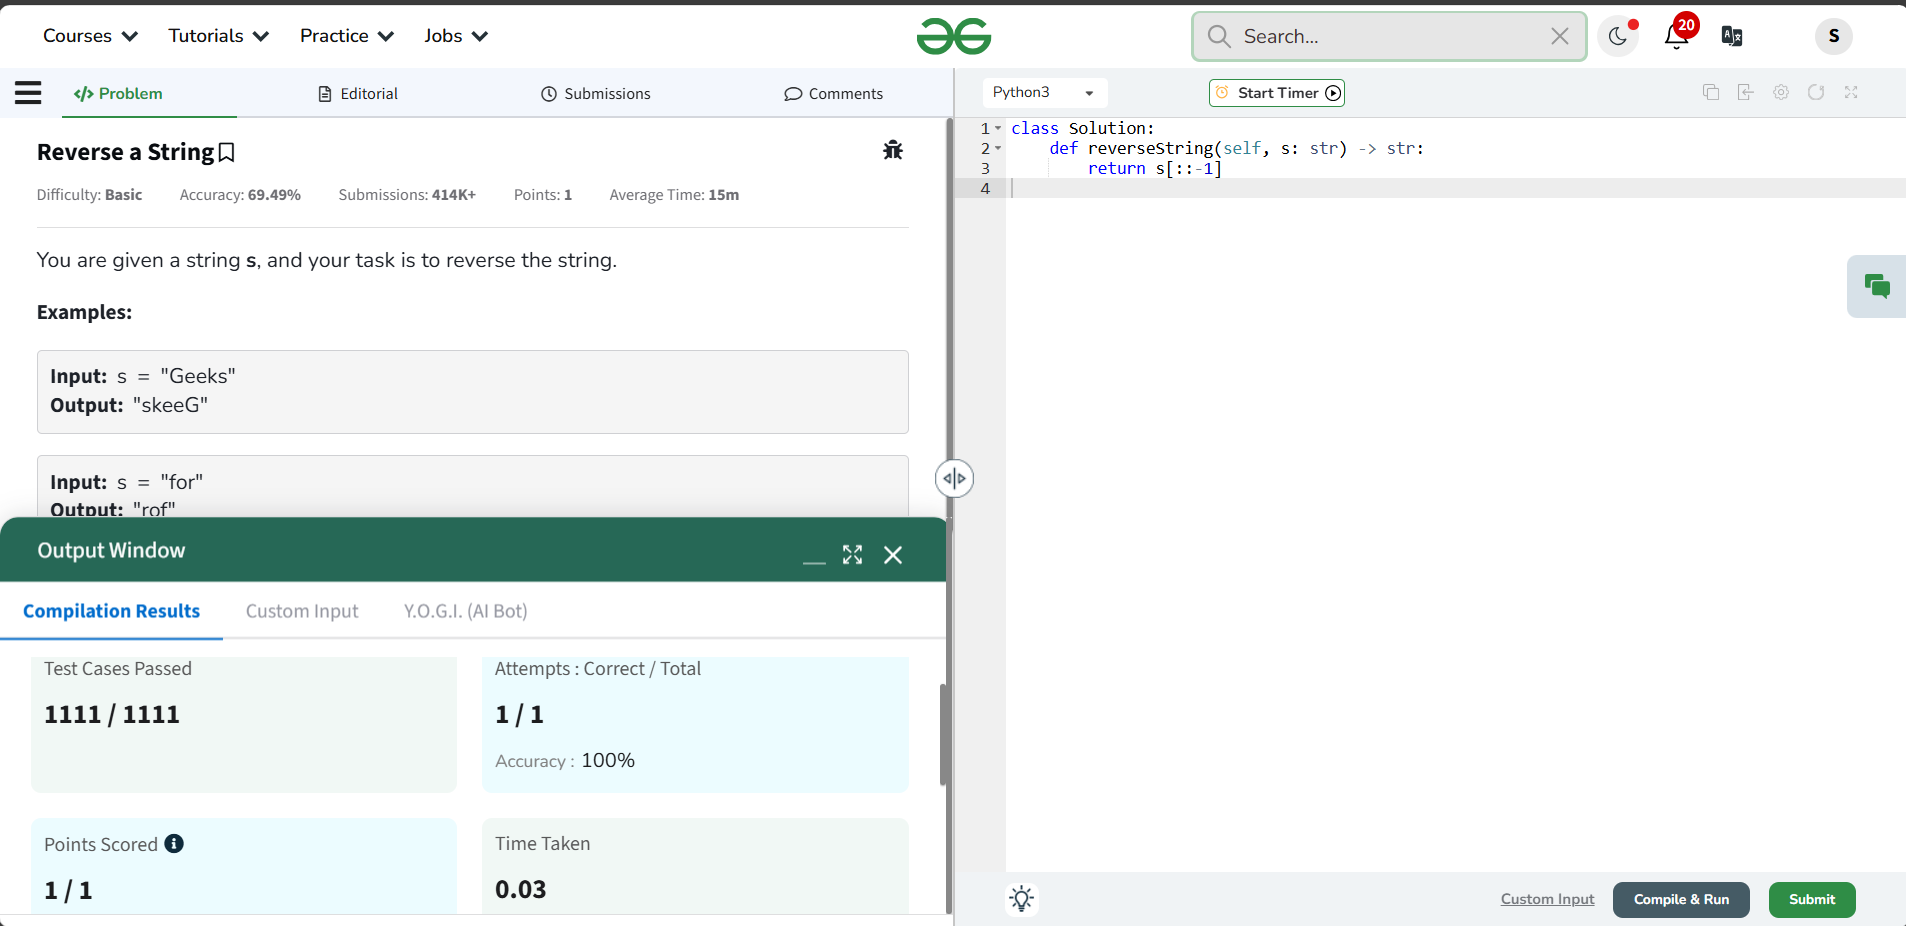 Courses Tutorials Practice Jobs Search... 20 S
Problem Editorial Submissions Comments Python3 Start Timer
Reverse a String
Difficulty: Basic Accuracy: 69.49% Submissions: 414K+ Points: 1 Average Time: 15m
You are given a string s, and your task is to reverse the string.
Examples:
Input: s = "Geeks"
Output: "skeeG"
Input: s = "for"
Output: "rof"
Output Window
Compilation Results Custom Input Y.O.G.I. (AI Bot)
Test Cases Passed
1111 / 1111
Attempts : Correct / Total
1 / 1
Accuracy : 100%
Points Scored
1 / 1
Time Taken
0.03
1 class Solution:
2     def reverseString(self, s: str) -> str:
3         return s[::-1]
4
Custom Input Compile & Run Submit